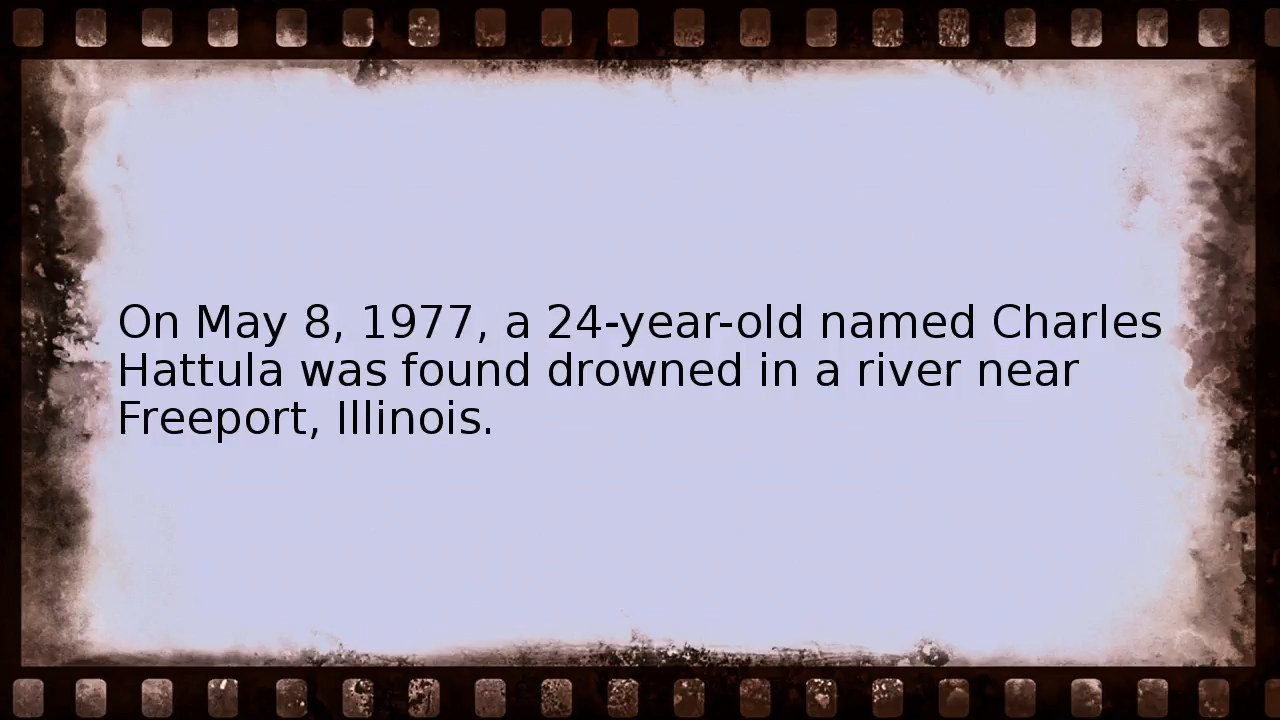 On May 8, 1977, a 24-year-old named Charles
Hattula was found drowned in a river near
Freeport, Illinois.